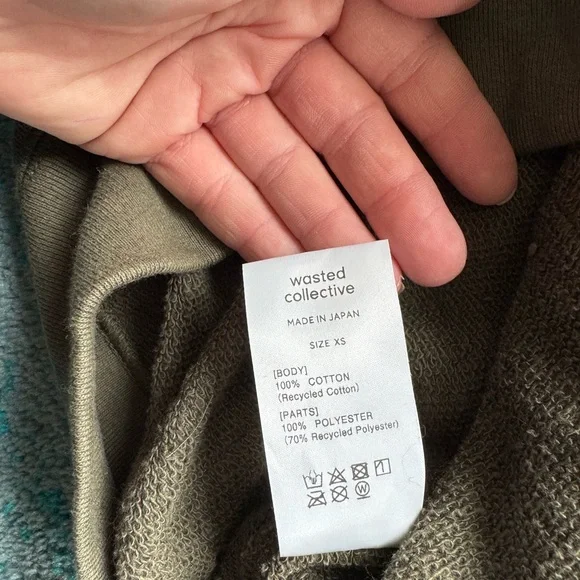 wasted
collective
MADE IN JAPAN
SIZE XS
[BODY]
100% COTTON
(Recycled Cotton)
[PARTS]
100% POLYESTER
(70% Recycled Polyester)
W